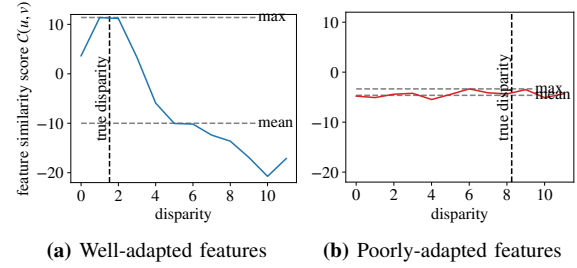 feature similarity score C(u, v)
10
0
−10
−20
max
mean
true disparity
0 2 4 6 8 10
disparity
(a) Well-adapted features
10
0
−10
−20
max
mean
true disparity
0 2 4 6 8 10
disparity
(b) Poorly-adapted features